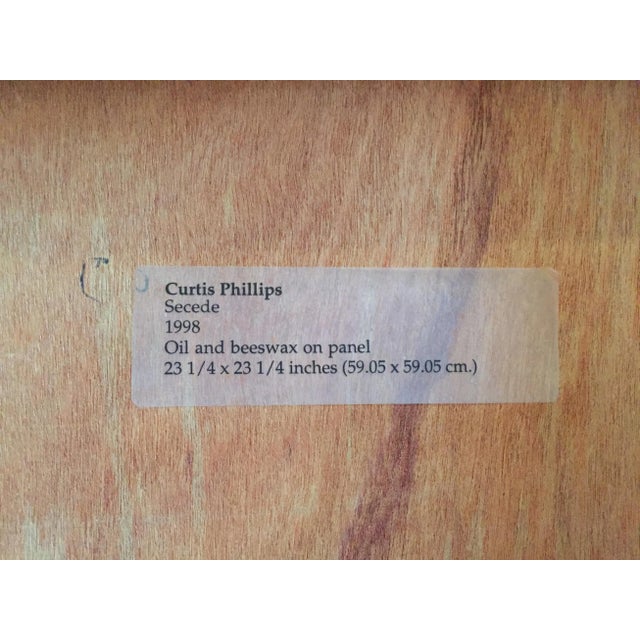 7"
Curtis Phillips
Secede
1998
Oil and beeswax on panel
23 1/4 x 23 1/4 inches (59.05 x 59.05 cm.)